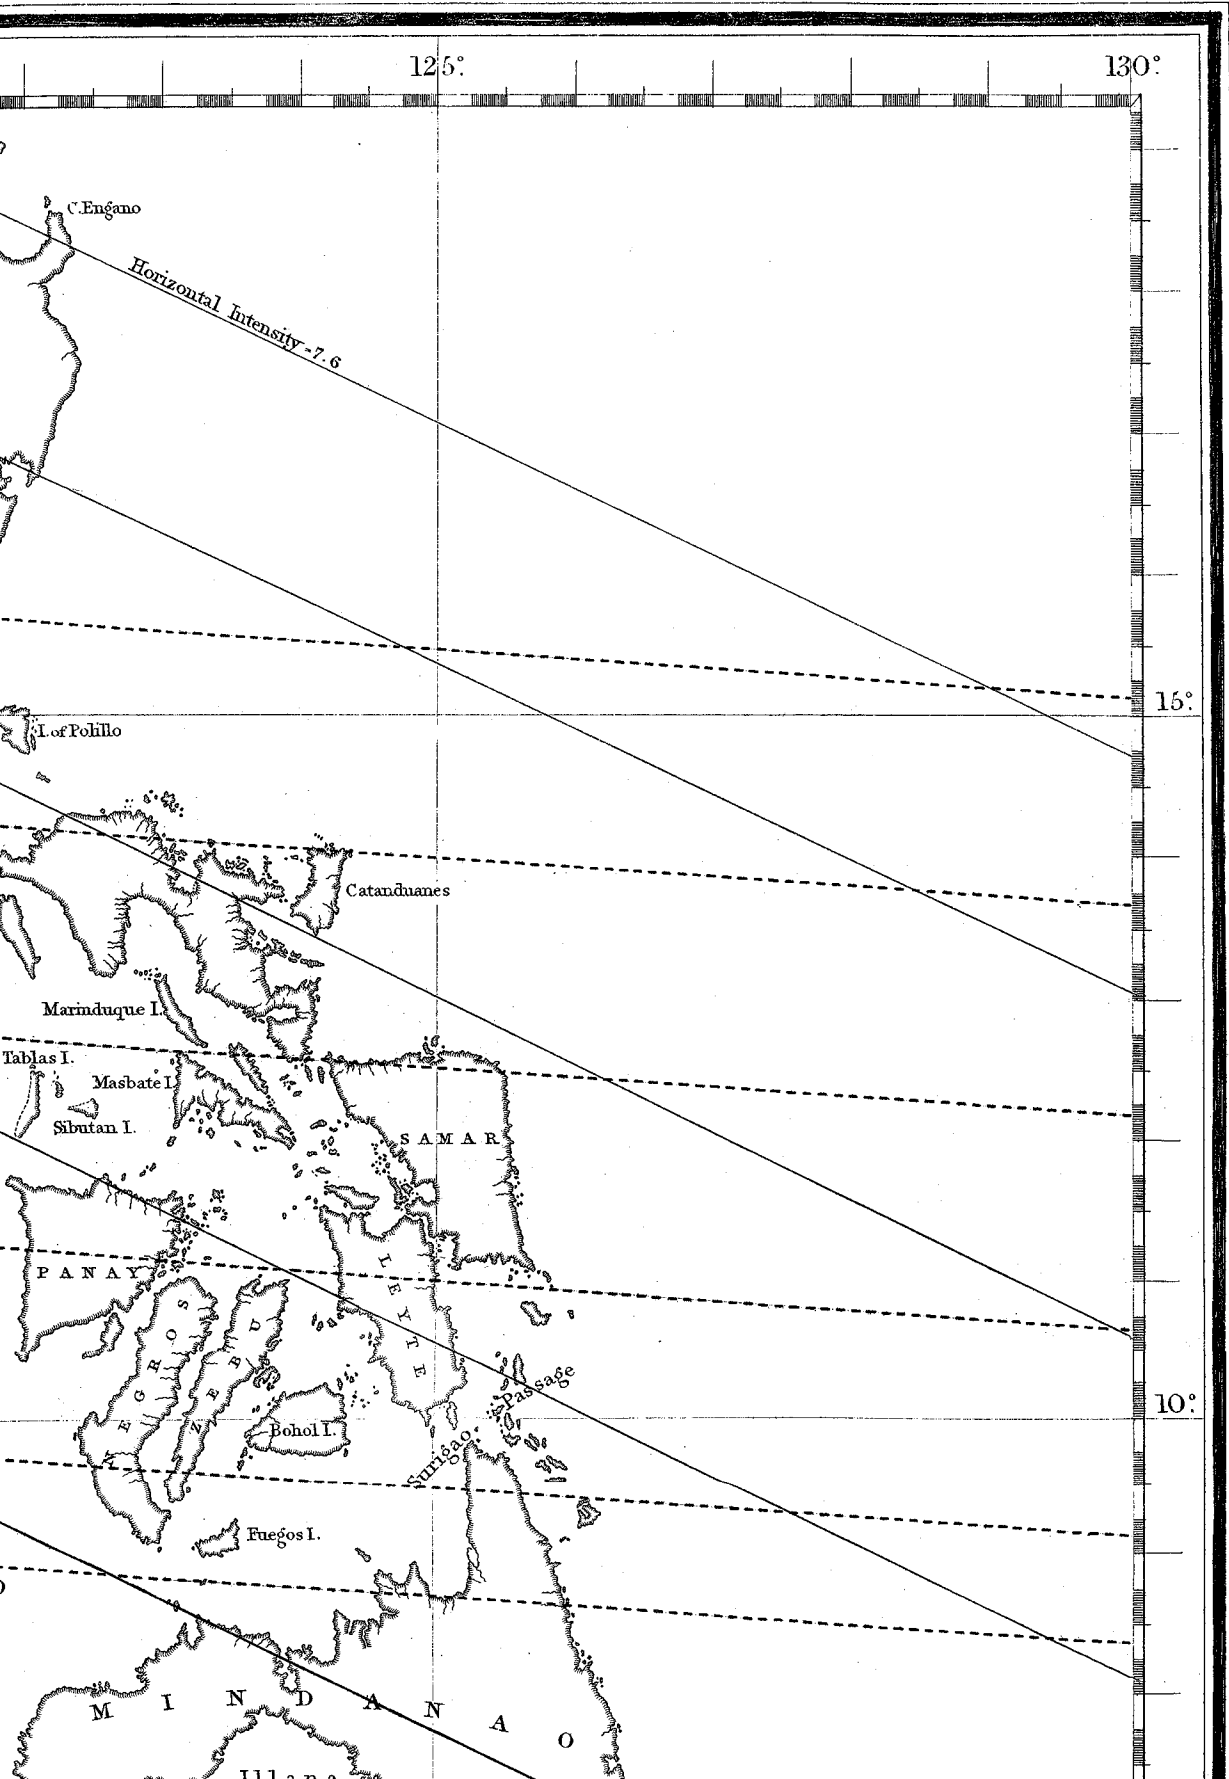 125°.
130°.
C. Engano
Horizontal Intensity = 7.6
15°.
I. of Polillo
Catanduanes
Marinduque I.
Tablas I.
Masbate I.
Sibutan I.
SAMAR
PANAY
LEYTE
NEGROS
ZEBU
Surigao Passage
10°.
Bohol I.
Fuegos I.
MINDANAO
Illana